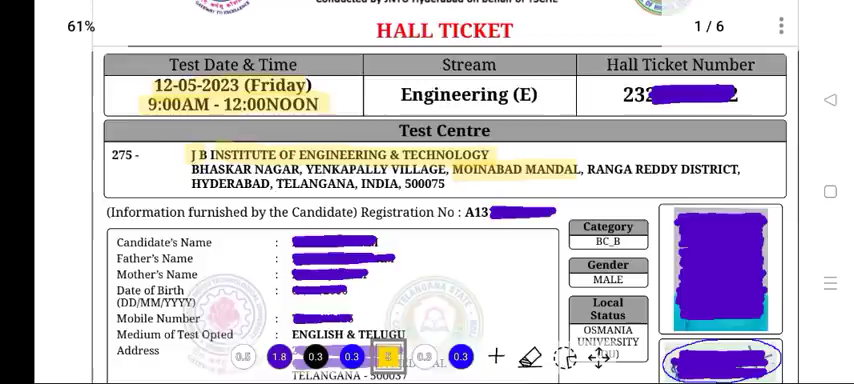 Conducted by JNTU Hyderabad on behalf of TSCHE
61%
HALL TICKET
1 / 6
Test Date & Time
Stream
Hall Ticket Number
12-05-2023 (Friday)
9:00AM - 12:00NOON
Engineering (E)
232 2
Test Centre
275 - J B INSTITUTE OF ENGINEERING & TECHNOLOGY
BHASKAR NAGAR, YENKAPALLY VILLAGE, MOINABAD MANDAL, RANGA REDDY DISTRICT,
HYDERABAD, TELANGANA, INDIA, 500075
(Information furnished by the Candidate) Registration No : A13
Category
BC_B
Gender
MALE
Local
Status
OSMANIA
UNIVERSITY
Candidate's Name :
Father's Name :
Mother's Name :
Date of Birth :
(DD/MM/YYYY)
Mobile Number :
Medium of Test Opted : ENGLISH & TELUGU
Address :
TELANGANA - 500037
0.5 1.8 0.3 0.3 5 0.3 0.3